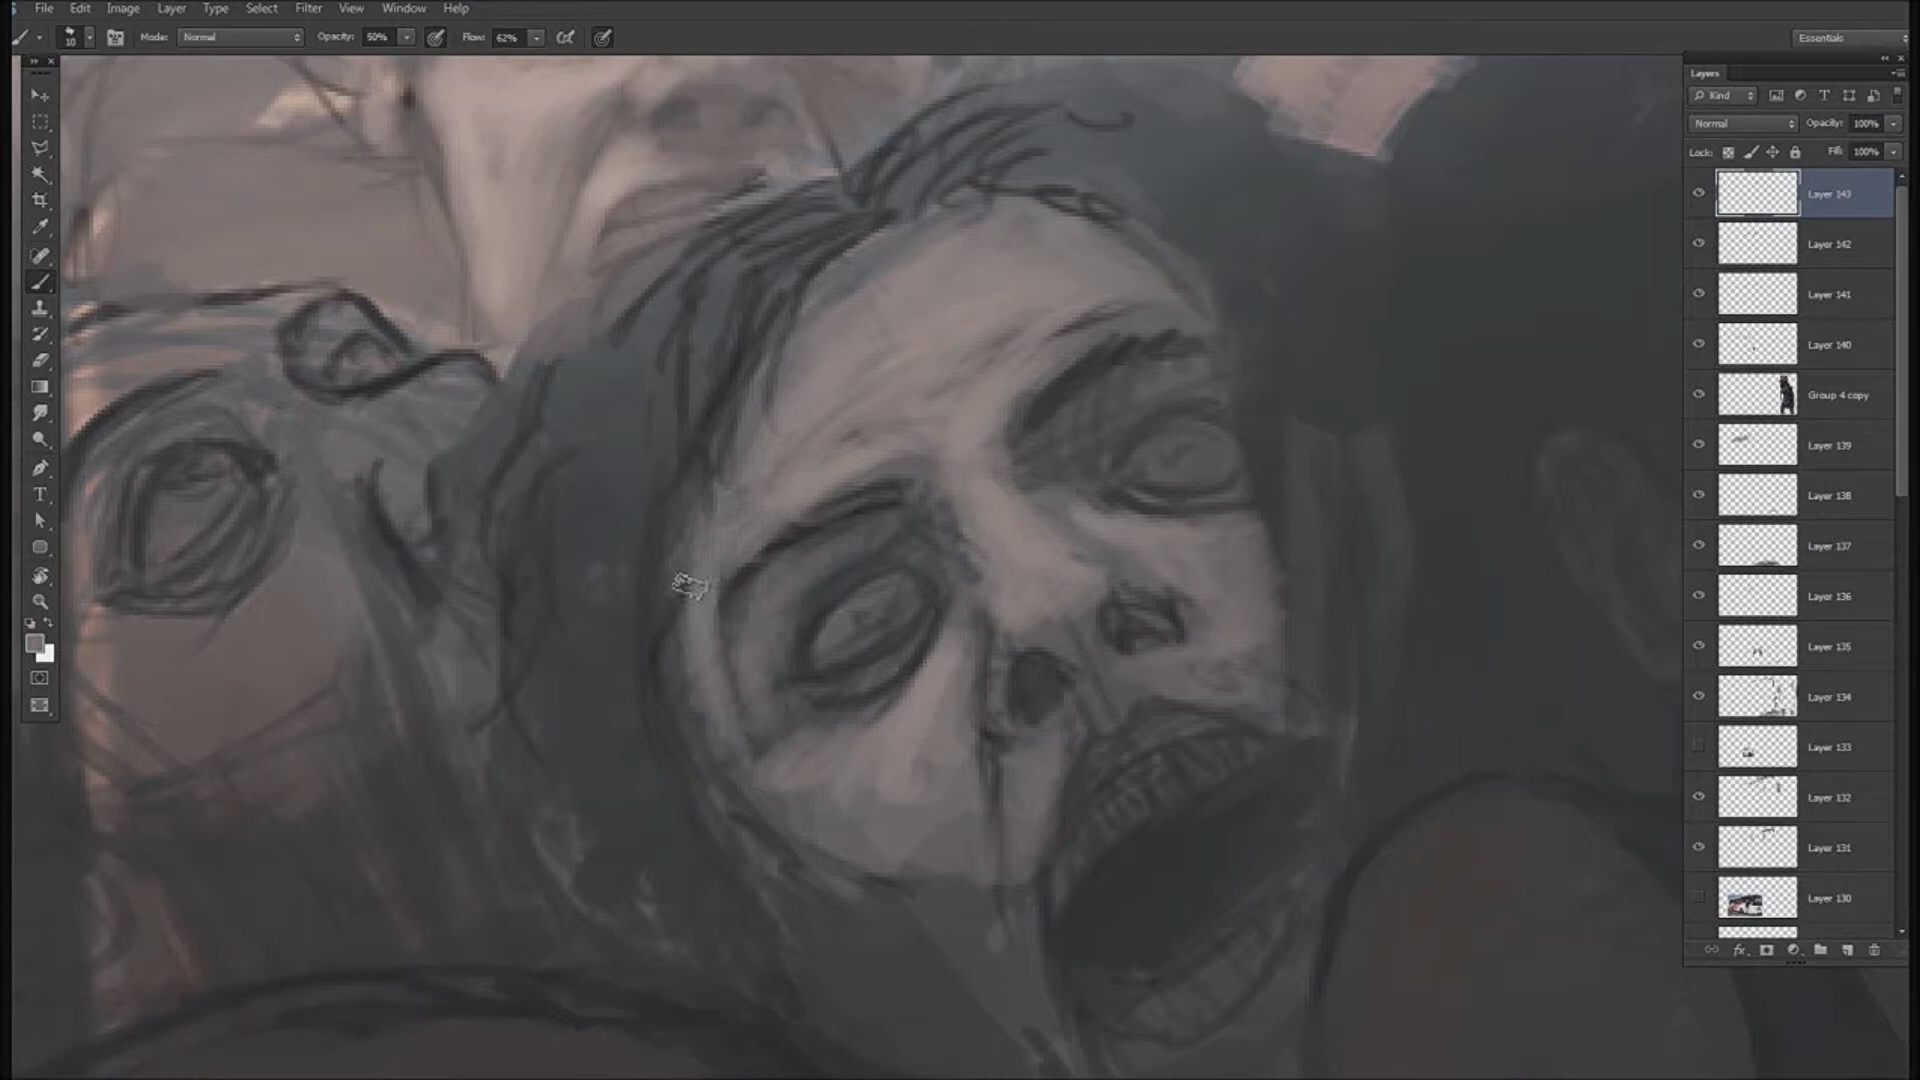 File Edit Image Layer Type Select Filter View Window Help
10 Mode: Normal Opacity: 50% Flow: 62% Essentials
Layers
Kind
Normal Opacity: 100%
Lock: Fill: 100%
Layer 143
Layer 142
Layer 141
Layer 140
Group 4 copy
Layer 139
Layer 138
Layer 137
Layer 136
Layer 135
Layer 134
Layer 133
Layer 132
Layer 131
Layer 130
fx